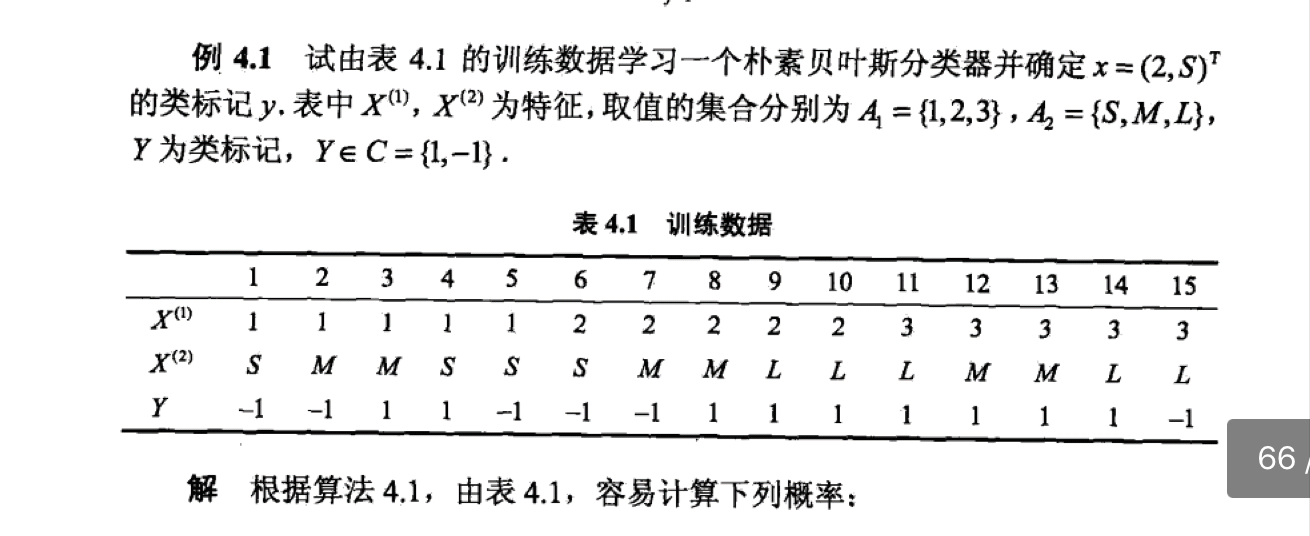 例 4.1 试由表 4.1 的训练数据学习一个朴素贝叶斯分类器并确定 x = (2,S)ᵀ
的类标记 y. 表中 X⁽¹⁾, X⁽²⁾ 为特征, 取值的集合分别为 A₁ = {1,2,3}, A₂ = {S,M,L},
Y 为类标记, Y∈C = {1,−1}.
表 4.1 训练数据
1 2 3 4 5 6 7 8 9 10 11 12 13 14 15
X⁽¹⁾ 1 1 1 1 1 2 2 2 2 2 3 3 3 3 3
X⁽²⁾ S M M S S S M M L L L M M L L
Y −1 −1 1 1 −1 −1 −1 1 1 1 1 1 1 1 −1
66 /
解 根据算法 4.1, 由表 4.1, 容易计算下列概率: